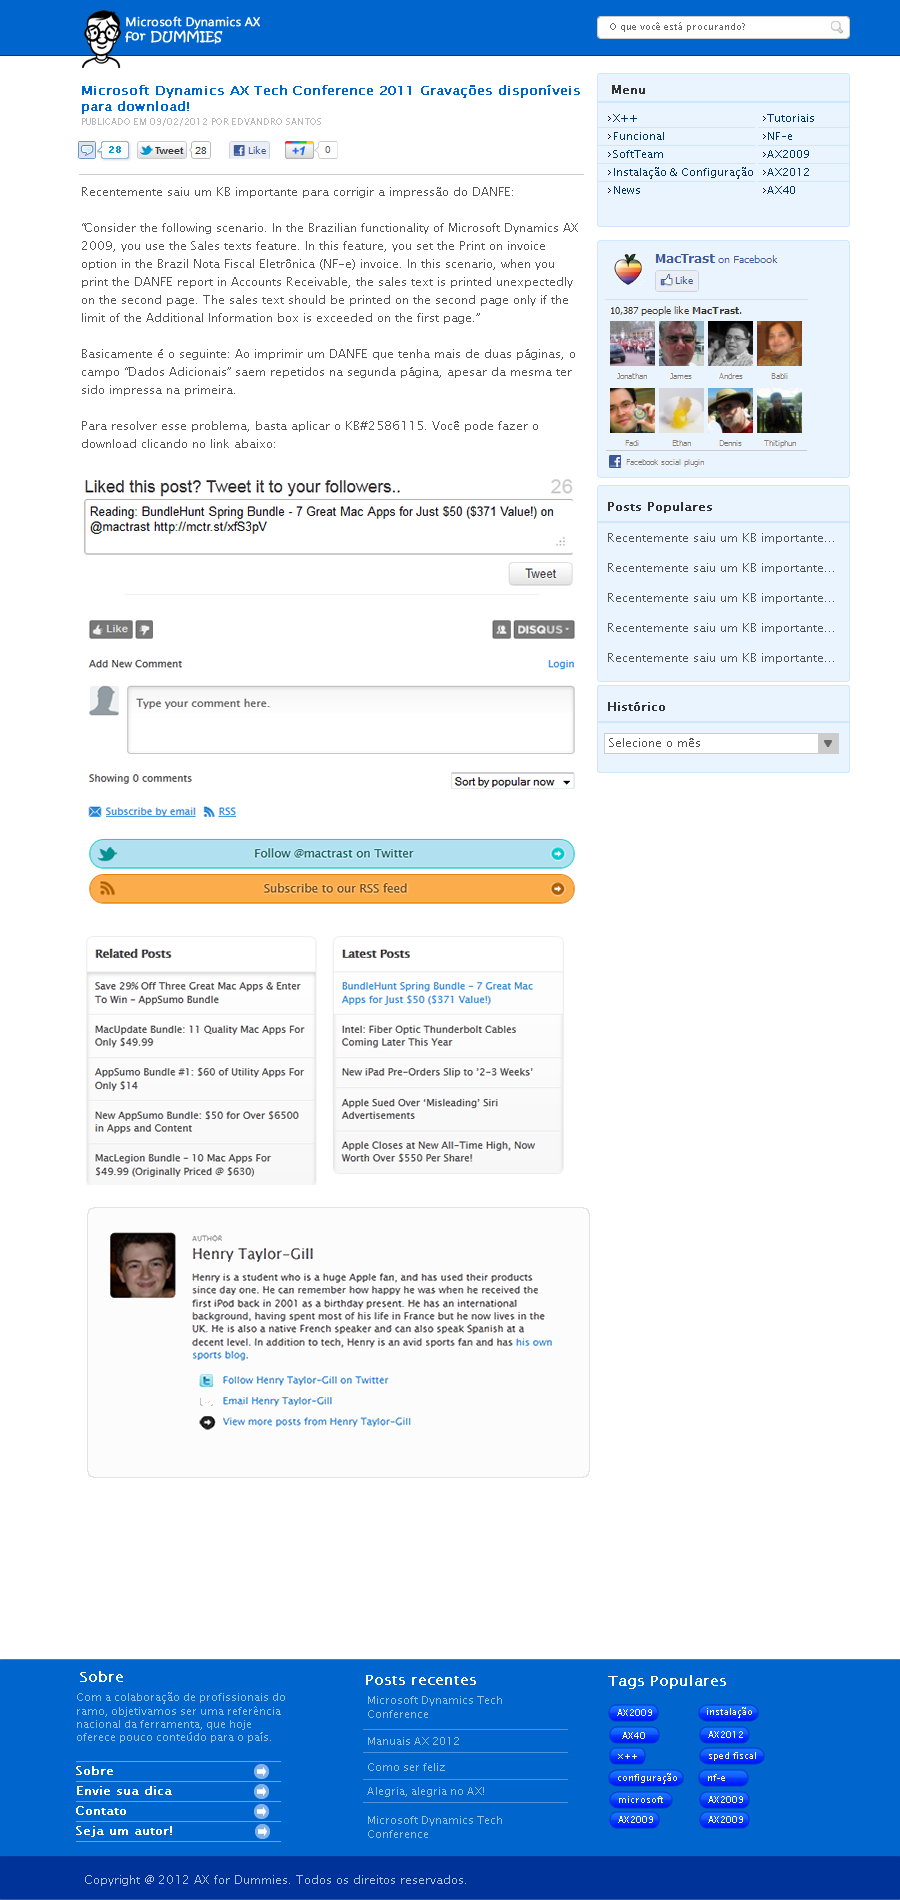 Microsoft Dynamics AX
for DUMMIES
O que você está procurando?
Microsoft Dynamics AX Tech Conference 2011 Gravações disponíveis
para download!
PUBLICADO EM 09/02/2012 POR EDVANDRO SANTOS
28
Tweet
28
Like
+1
0
Recentemente saiu um KB importante para corrigir a impressão do DANFE:
“Consider the following scenario. In the Brazilian functionality of Microsoft Dynamics AX
2009, you use the Sales texts feature. In this feature, you set the Print on invoice
option in the Brazil Nota Fiscal Eletrônica (NF-e) invoice. In this scenario, when you
print the DANFE report in Accounts Receivable, the sales text is printed unexpectedly
on the second page. The sales text should be printed on the second page only if the
limit of the Additional Information box is exceeded on the first page.”
Basicamente é o seguinte: Ao imprimir um DANFE que tenha mais de duas páginas, o
campo “Dados Adicionais” saem repetidos na segunda página, apesar da mesma ter
sido impressa na primeira.
Para resolver esse problema, basta aplicar o KB#2586115. Você pode fazer o
download clicando no link abaixo:
Liked this post? Tweet it to your followers..
26
Reading: BundleHunt Spring Bundle - 7 Great Mac Apps for Just $50 ($371 Value!) on
@mactrast http://mctr.st/xfS3pV
Tweet
Like
DISQUS
Add New Comment
Login
Type your comment here.
Showing 0 comments
Sort by popular now
Subscribe by email
RSS
Follow @mactrast on Twitter
Subscribe to our RSS feed
Related Posts
Save 29% Off Three Great Mac Apps & Enter
To Win – AppSumo Bundle
MacUpdate Bundle: 11 Quality Mac Apps For
Only $49.99
AppSumo Bundle #1: $60 of Utility Apps For
Only $14
New AppSumo Bundle: $50 for Over $6500
in Apps and Content
MacLegion Bundle – 10 Mac Apps For
$49.99 (Originally Priced @ $630)
Latest Posts
BundleHunt Spring Bundle – 7 Great Mac
Apps for Just $50 ($371 Value!)
Intel: Fiber Optic Thunderbolt Cables
Coming Later This Year
New iPad Pre-Orders Slip to ‘2-3 Weeks’
Apple Sued Over ‘Misleading’ Siri
Advertisements
Apple Closes at New All-Time High, Now
Worth Over $550 Per Share!
AUTHOR
Henry Taylor-Gill
Henry is a student who is a huge Apple fan, and has used their products
since day one. He can remember how happy he was when he received the
first iPod back in 2001 as a birthday present. He has an international
background, having spent most of his life in France but he now lives in the
UK. He is also a native French speaker and can also speak Spanish at a
decent level. In addition to tech, Henry is an avid sports fan and has his own
sports blog.
Follow Henry Taylor-Gill on Twitter
Email Henry Taylor-Gill
View more posts from Henry Taylor-Gill
Menu
›X++
›Funcional
›SoftTeam
›Instalação & Configuração
›News
›Tutoriais
›NF-e
›AX2009
›AX2012
›AX40
MacTrast on Facebook
Like
10,387 people like MacTrast.
Jonathan
James
Andres
Babli
Fadi
Ethan
Dennis
Thitiphun
Facebook social plugin
Posts Populares
Recentemente saiu um KB importante...
Recentemente saiu um KB importante...
Recentemente saiu um KB importante...
Recentemente saiu um KB importante...
Recentemente saiu um KB importante...
Histórico
Selecione o mês
Sobre
Com a colaboração de profissionais do
ramo, objetivamos ser uma referência
nacional da ferramenta, que hoje
oferece pouco conteúdo para o país.
Sobre
Envie sua dica
Contato
Seja um autor!
Posts recentes
Microsoft Dynamics Tech
Conference
Manuais AX 2012
Como ser feliz
Alegria, alegria no AX!
Microsoft Dynamics Tech
Conference
Tags Populares
AX2009
instalação
AX40
AX2012
x++
sped fiscal
configuração
nf-e
microsoft
AX2009
AX2009
AX2009
Copyright @ 2012 AX for Dummies. Todos os direitos reservados.